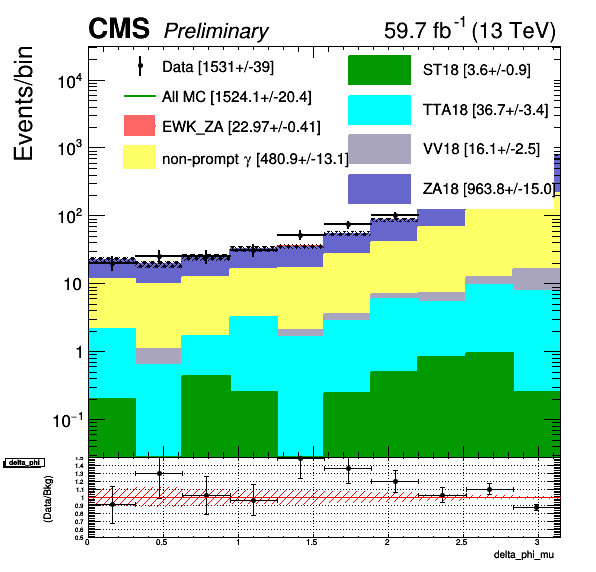 CMS Preliminary 59.7 fb⁻¹ (13 TeV)
Events/bin
Data [1531+/-39]
All MC [1524.1+/-20.4]
EWK_ZA [22.97+/-0.41]
non-prompt γ [480.9+/-13.1]
ST18 [3.6+/-0.9]
TTA18 [36.7+/-3.4]
VV18 [16.1+/-2.5]
ZA18 [963.8+/-15.0]
10⁴
10³
10²
10
1
10⁻¹
delta_phi
(Data/Bkg)
1.5
1.4
1.3
1.2
1.1
1
0.9
0.8
0.7
0.6
0.5
0 0.5 1 1.5 2 2.5 3
delta_phi_mu